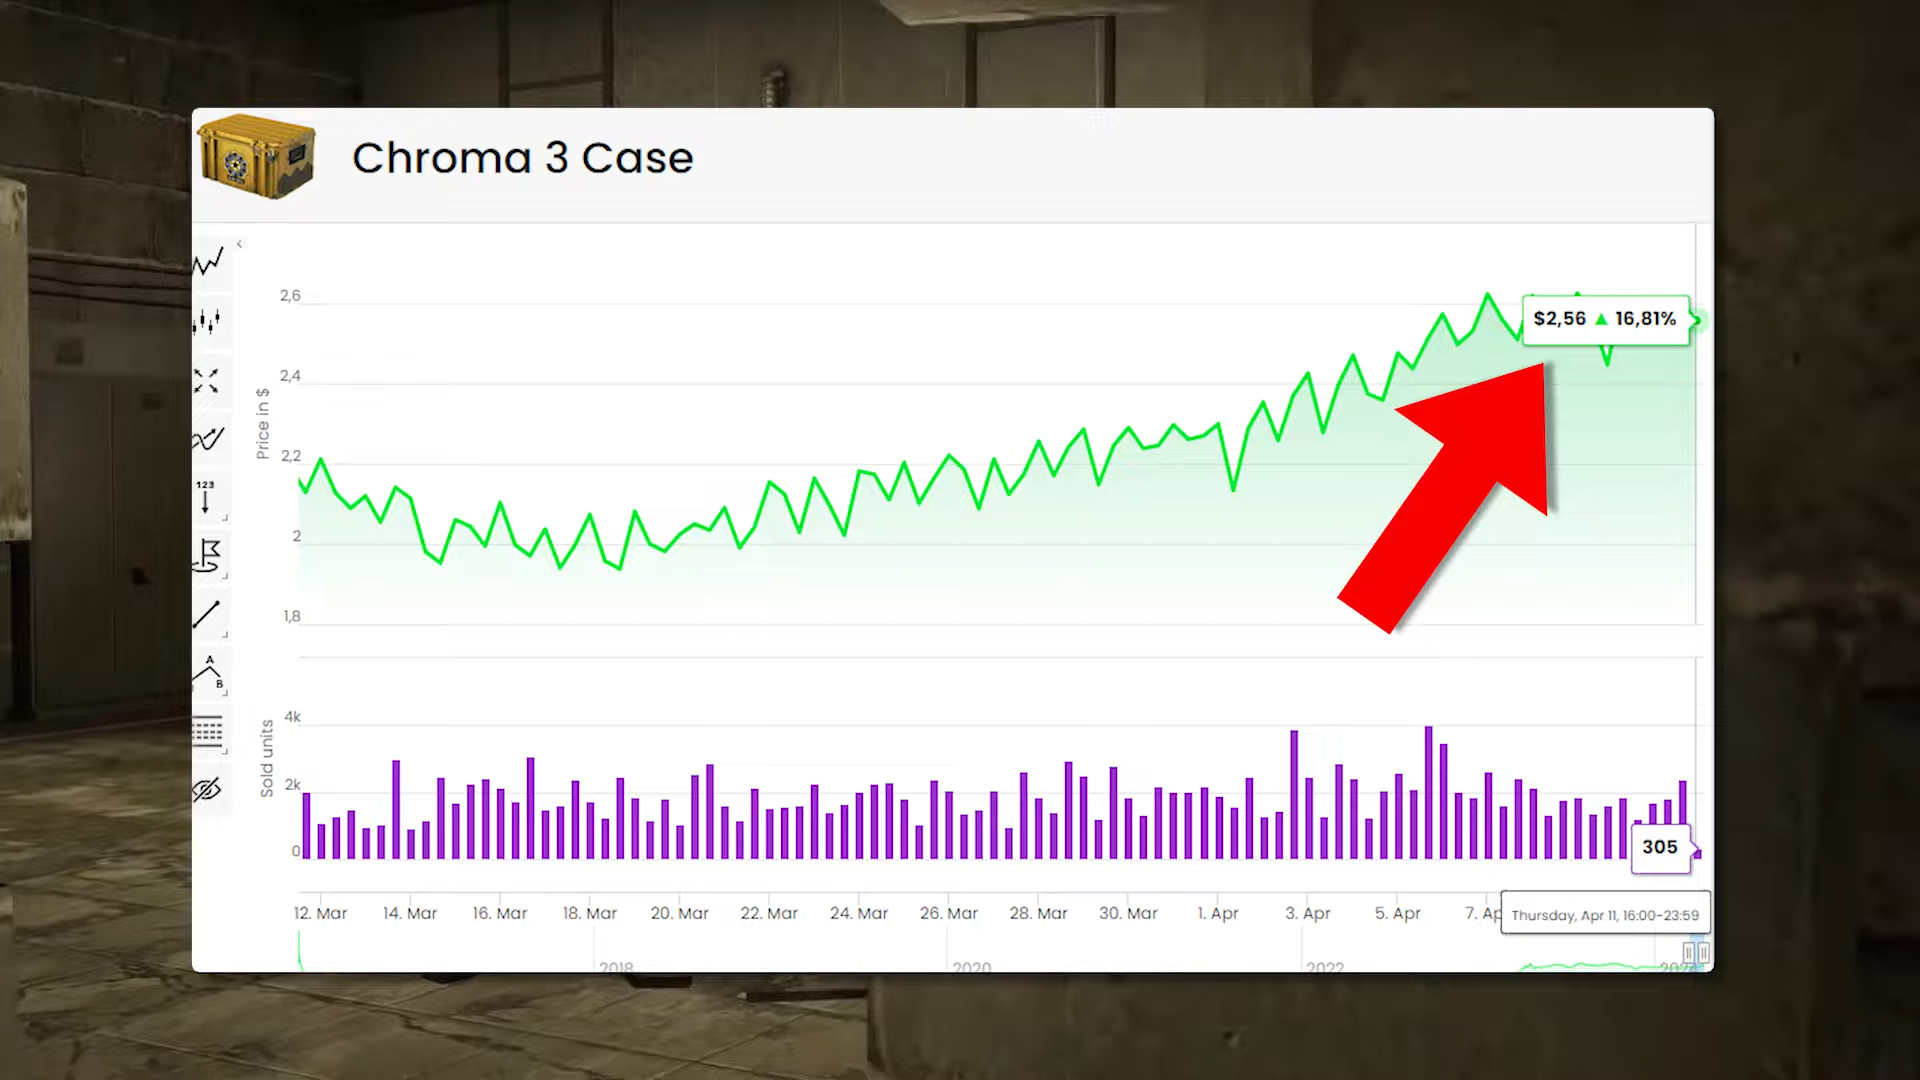 Chroma 3 Case
2,6
$2,56 ▲ 16,81%
2,4
Price in $
2,2
123
2
1,8
A
B
4k
Sold units
2k
0
305
12. Mar 14. Mar 16. Mar 18. Mar 20. Mar 22. Mar 24. Mar 26. Mar 28. Mar 30. Mar 1. Apr 3. Apr 5. Apr 7. Ap
Thursday, Apr 11, 16:00-23:59
2018 2020 2022